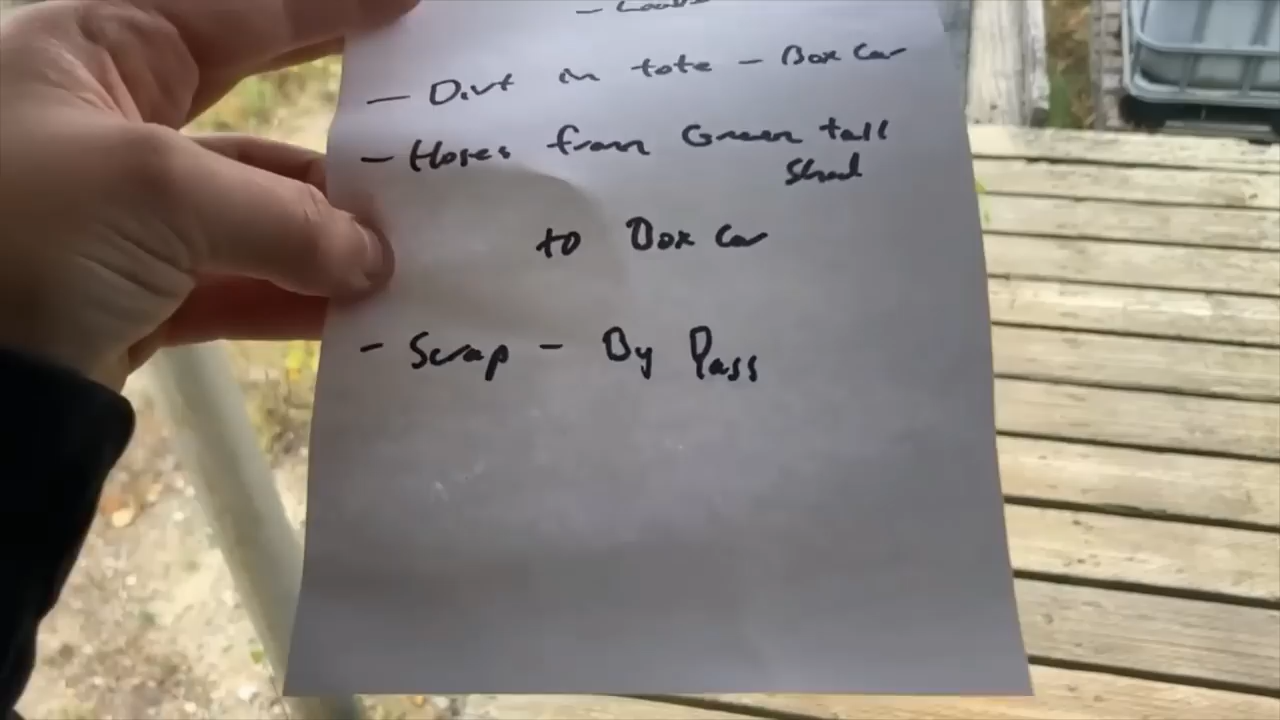 - Dirt in tote - Box Car
- Hoses from Green tall
shed
to Box Car
- Scrap - By Pass